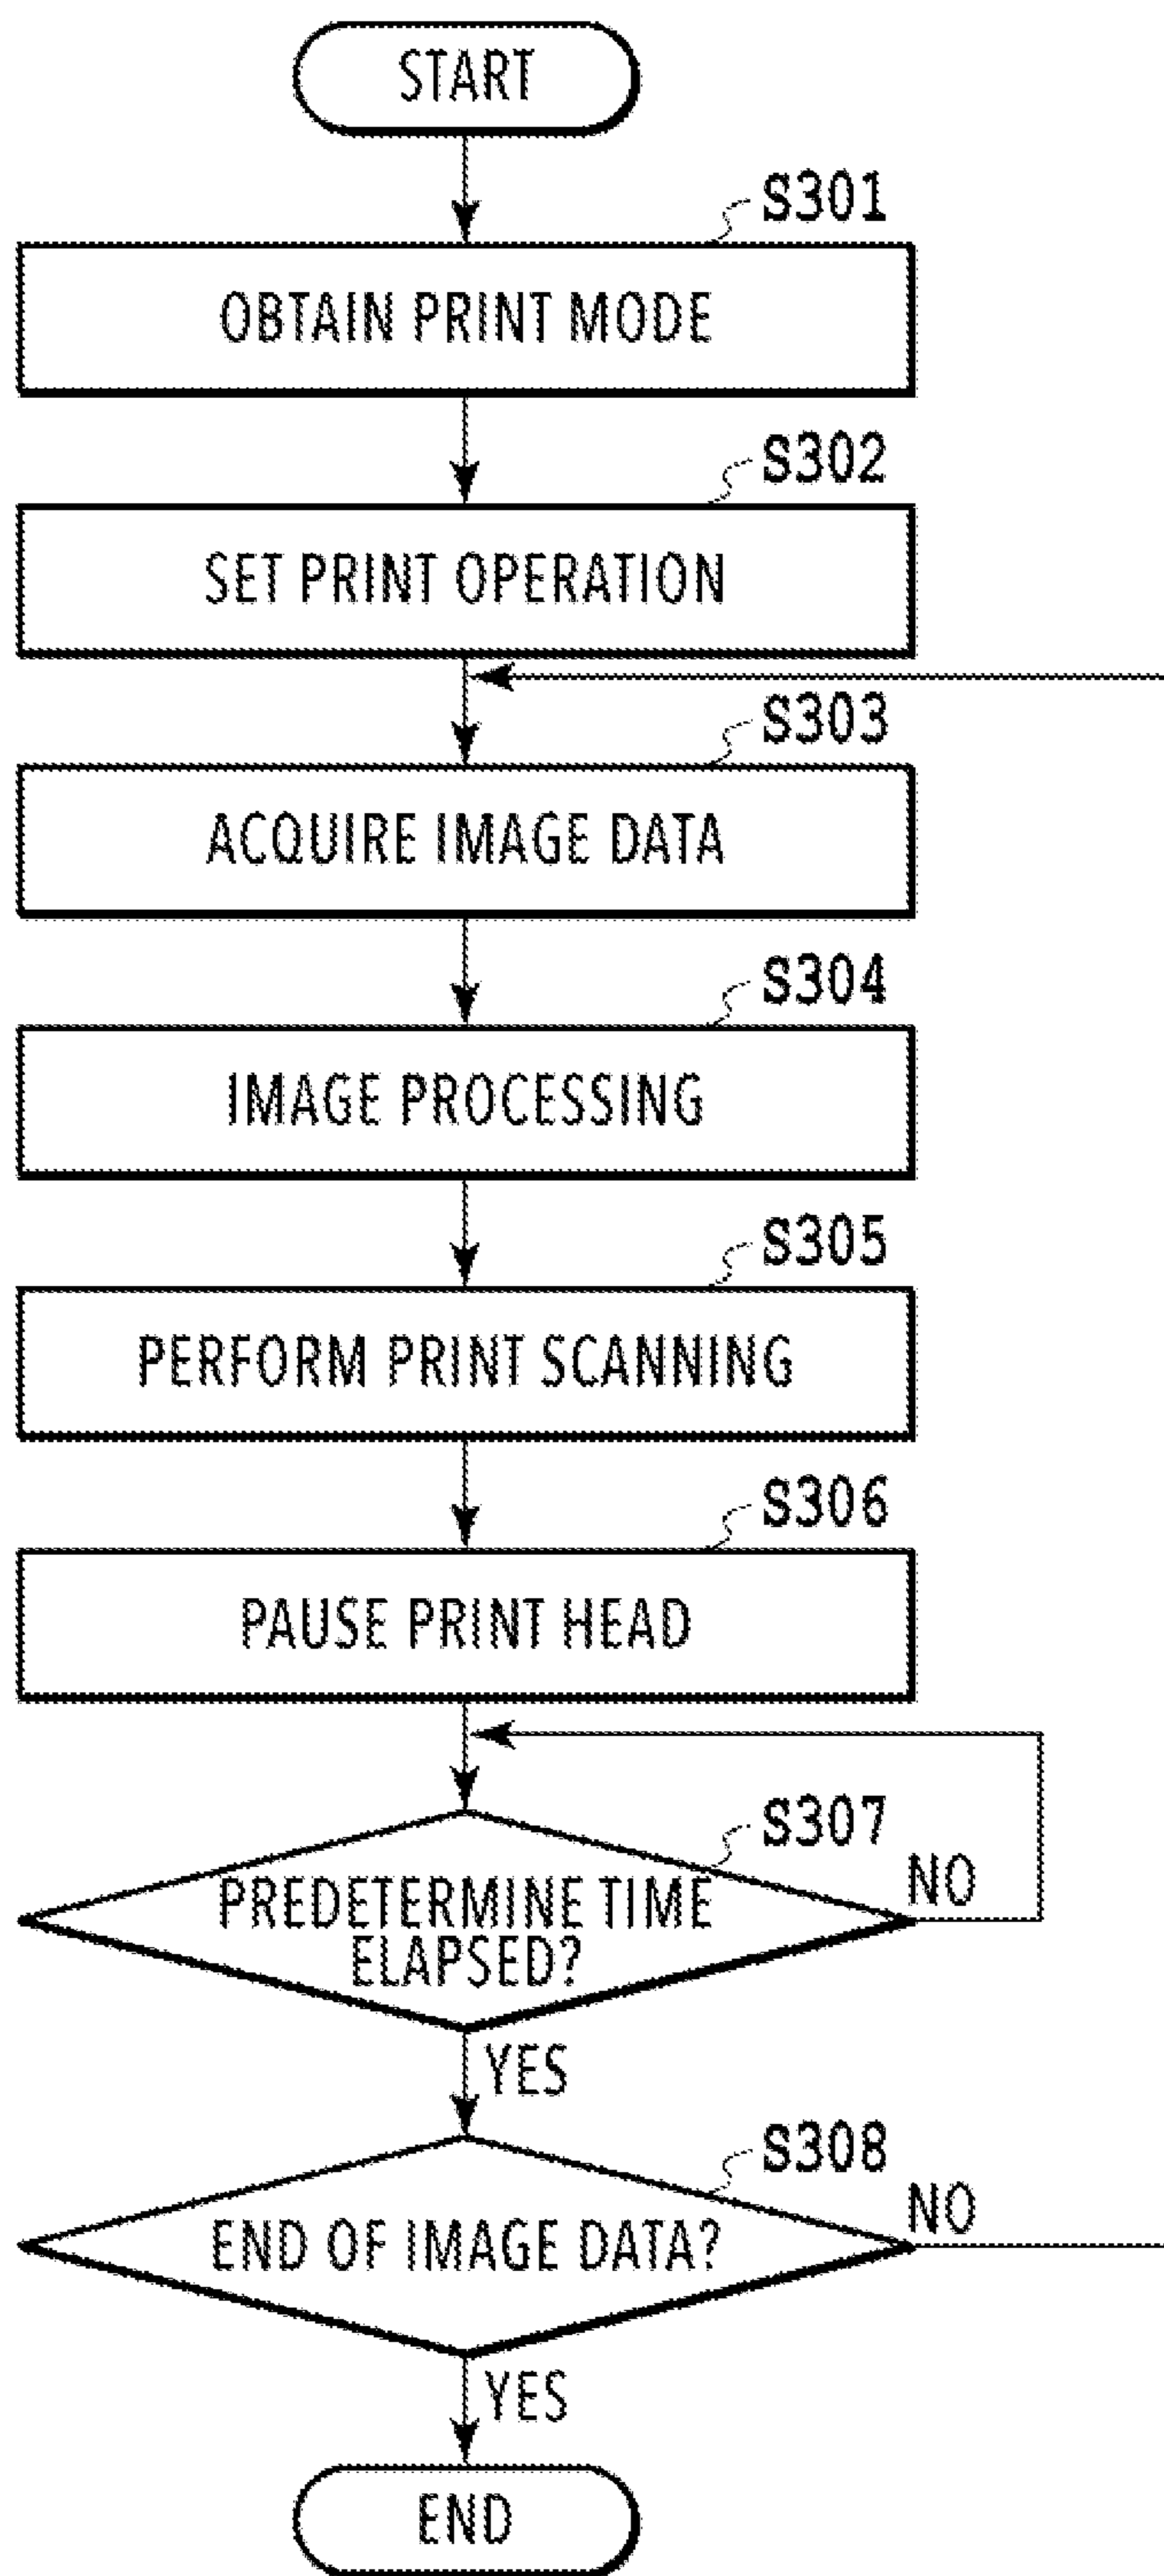 START
S301
OBTAIN PRINT MODE
S302
SET PRINT OPERATION
S303
ACQUIRE IMAGE DATA
S304
IMAGE PROCESSING
S305
PERFORM PRINT SCANNING
S306
PAUSE PRINT HEAD
S307
PREDETERMINE TIME
ELAPSED?
NO
YES
S308
END OF IMAGE DATA?
NO
YES
END